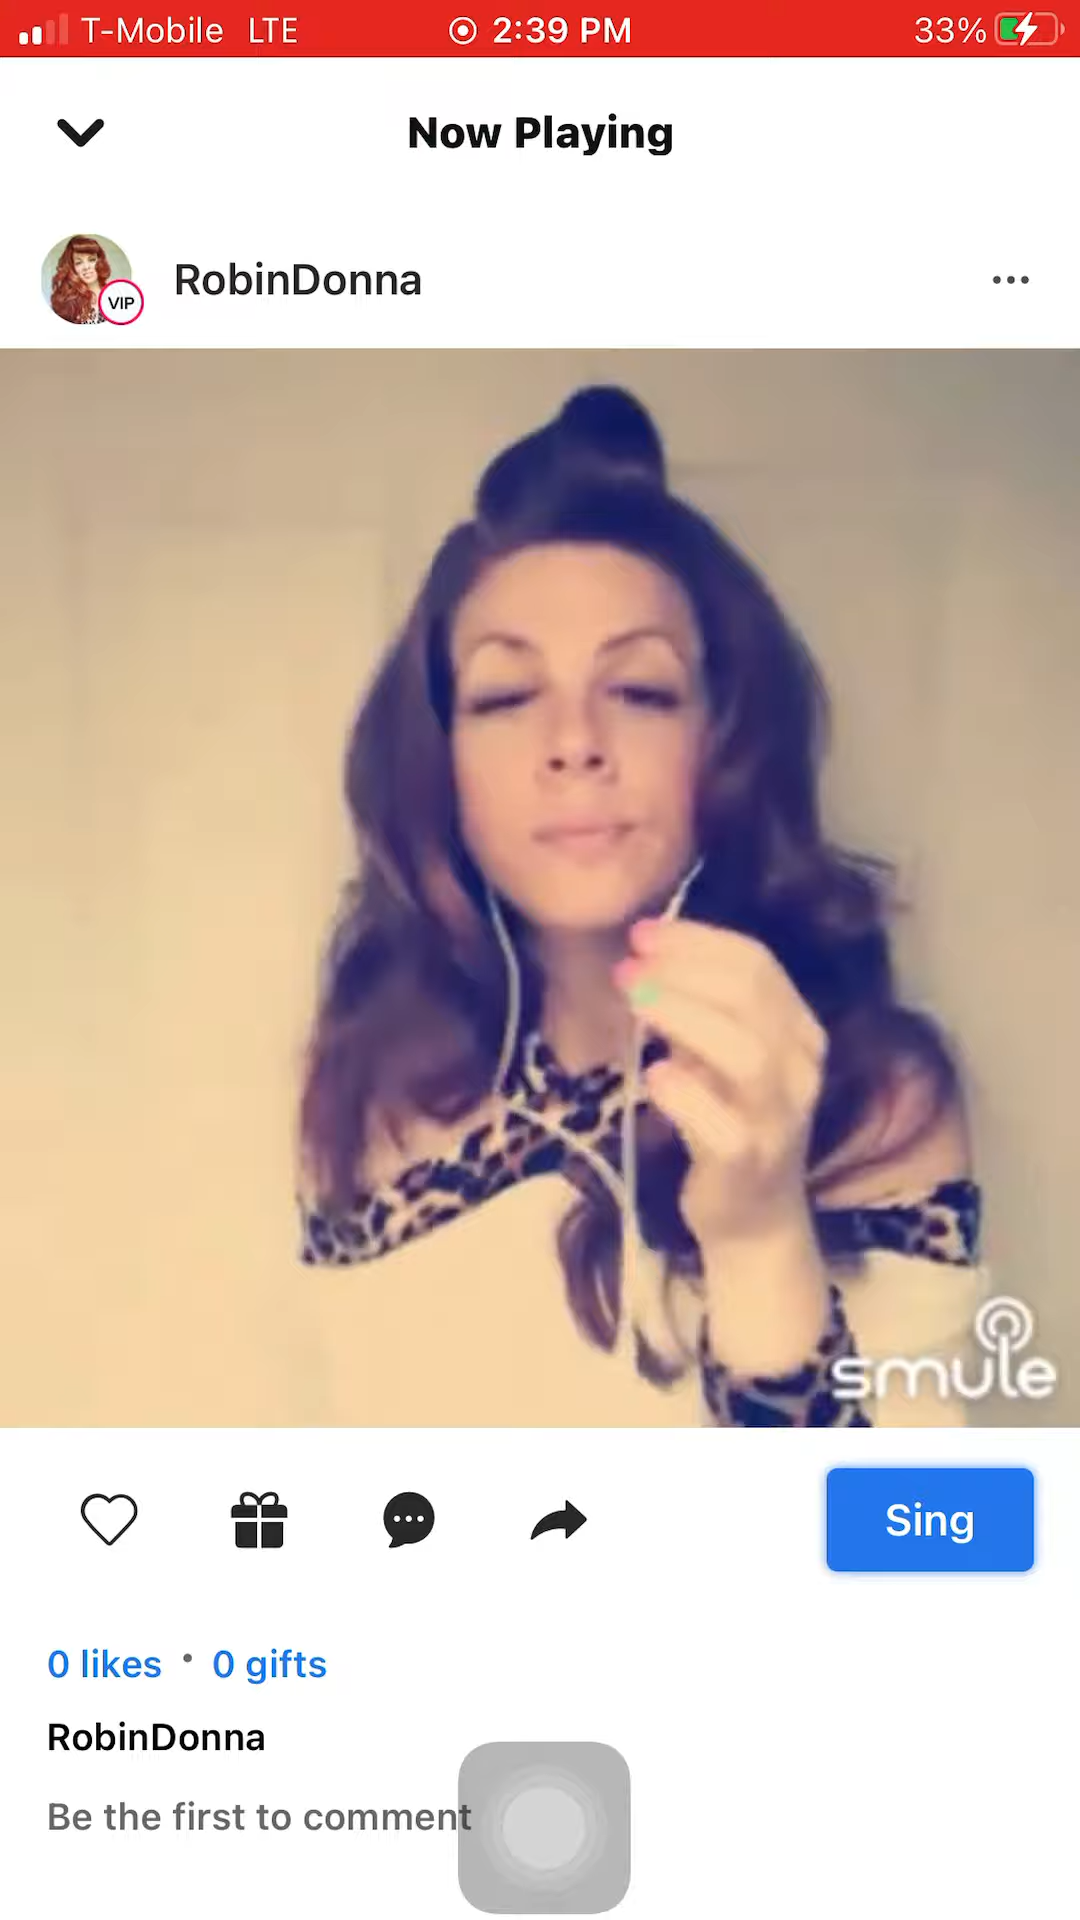 T-Mobile LTE 2:39 PM 33%
Now Playing
RobinDonna
VIP
smule
Sing
0 likes • 0 gifts
RobinDonna
Be the first to comment